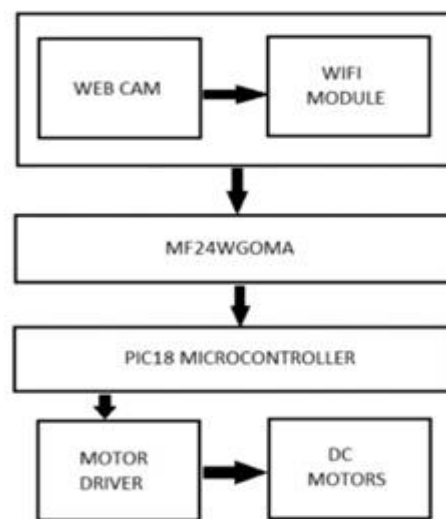 WEB CAM
WIFI
MODULE
MF24WGOMA
PIC18 MICROCONTROLLER
MOTOR
DRIVER
DC
MOTORS